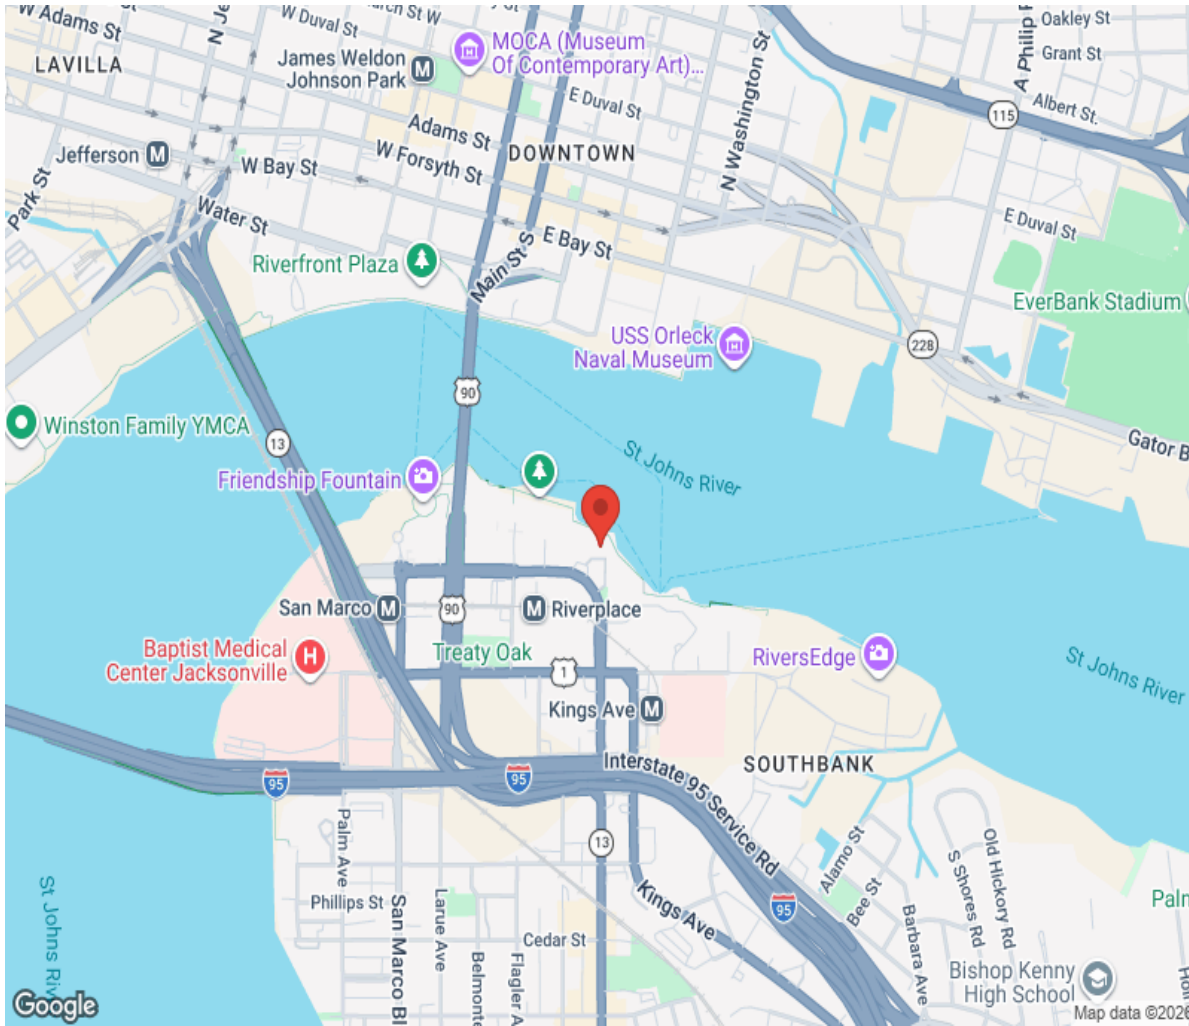 W Adams St
N Je
W Duval St
Church St W
LAVILLA
James Weldon
Johnson Park
MOCA (Museum
Of Contemporary Art)...
Oakley St
Grant St
A Philip R
N Washington St
E Duval St
115
Albert St.
Jefferson
Adams St
W Forsyth St
DOWNTOWN
W Bay St
Park St
Water St
E Duval St
E Bay St
Riverfront Plaza
Main St S
EverBank Stadium
USS Orleck
Naval Museum
228
90
Winston Family YMCA
13
Gator B
St Johns River
Friendship Fountain
San Marco
90
Riverplace
Baptist Medical
Center Jacksonville
Treaty Oak
1
RiversEdge
St Johns River
Kings Ave
Interstate 95 Service Rd
SOUTHBANK
95
95
13
Palm Ave
Alamo St
Bee St
S Shores Rd
Old Hickory Rd
Phillips St
San Marco Bl
Larue Ave
Kings Ave
95
Barbara Ave
Palm
St Johns Riv
Cedar St
Belmonte
Flagler A
Bishop Kenny
High School
Google
Map data ©2026